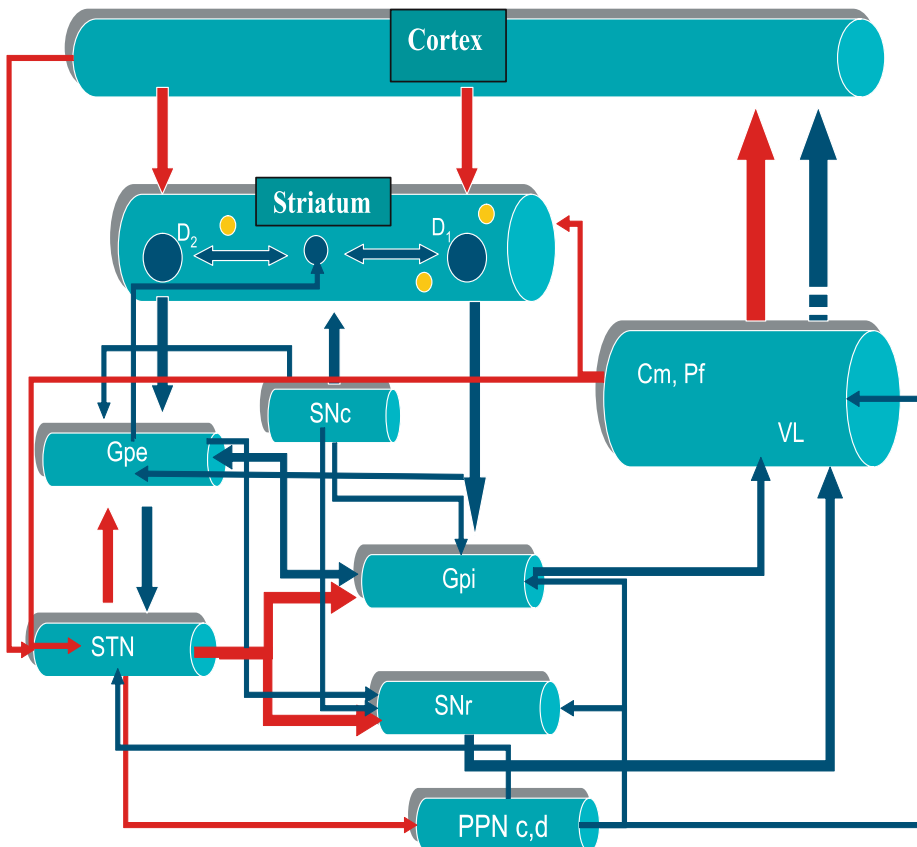 Cortex
Striatum
D2
D1
Cm, Pf
SNc
VL
Gpe
Gpi
STN
SNr
PPN c,d